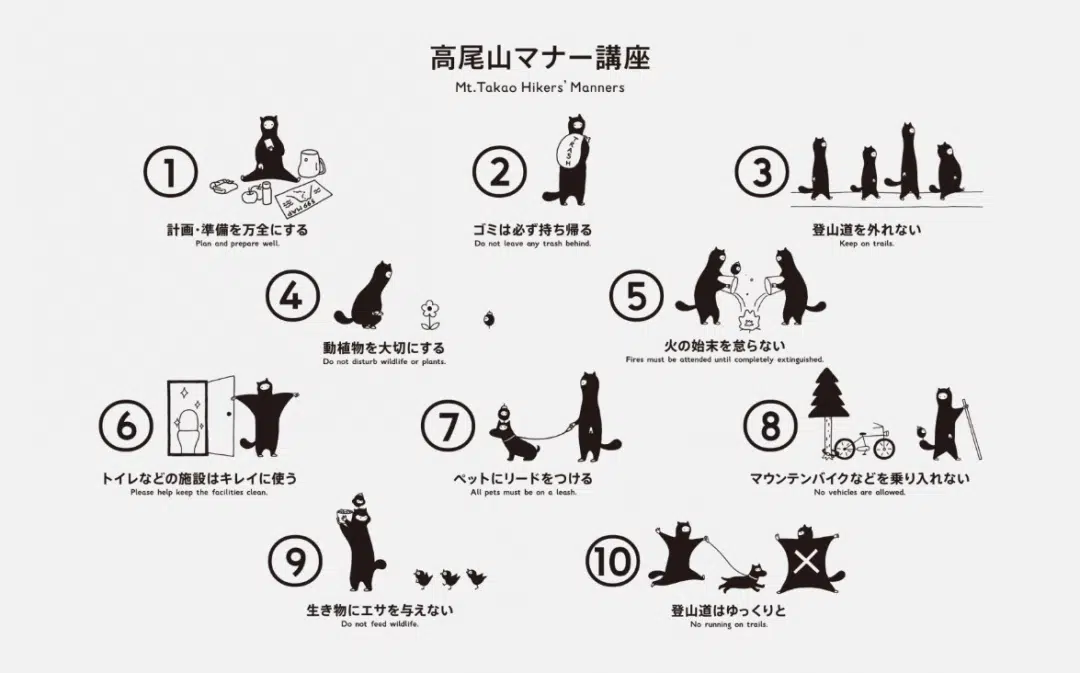 高尾山マナー講座
Mt.Takao Hikers' Manners
1
計画・準備を万全にする
Plan and prepare well.
599 MAP
2
TRASH
ゴミは必ず持ち帰る
Do not leave any trash behind.
3
登山道を外れない
Keep on trails.
4
動植物を大切にする
Do not disturb wildlife or plants.
5
火の始末を怠らない
Fires must be attended until completely extinguished.
6
トイレなどの施設はキレイに使う
Please help keep the facilities clean.
7
ペットにリードをつける
All pets must be on a leash.
8
マウンテンバイクなどを乗り入れない
No vehicles are allowed.
9
生き物にエサを与えない
Do not feed wildlife.
10
登山道はゆっくりと
No running on trails.